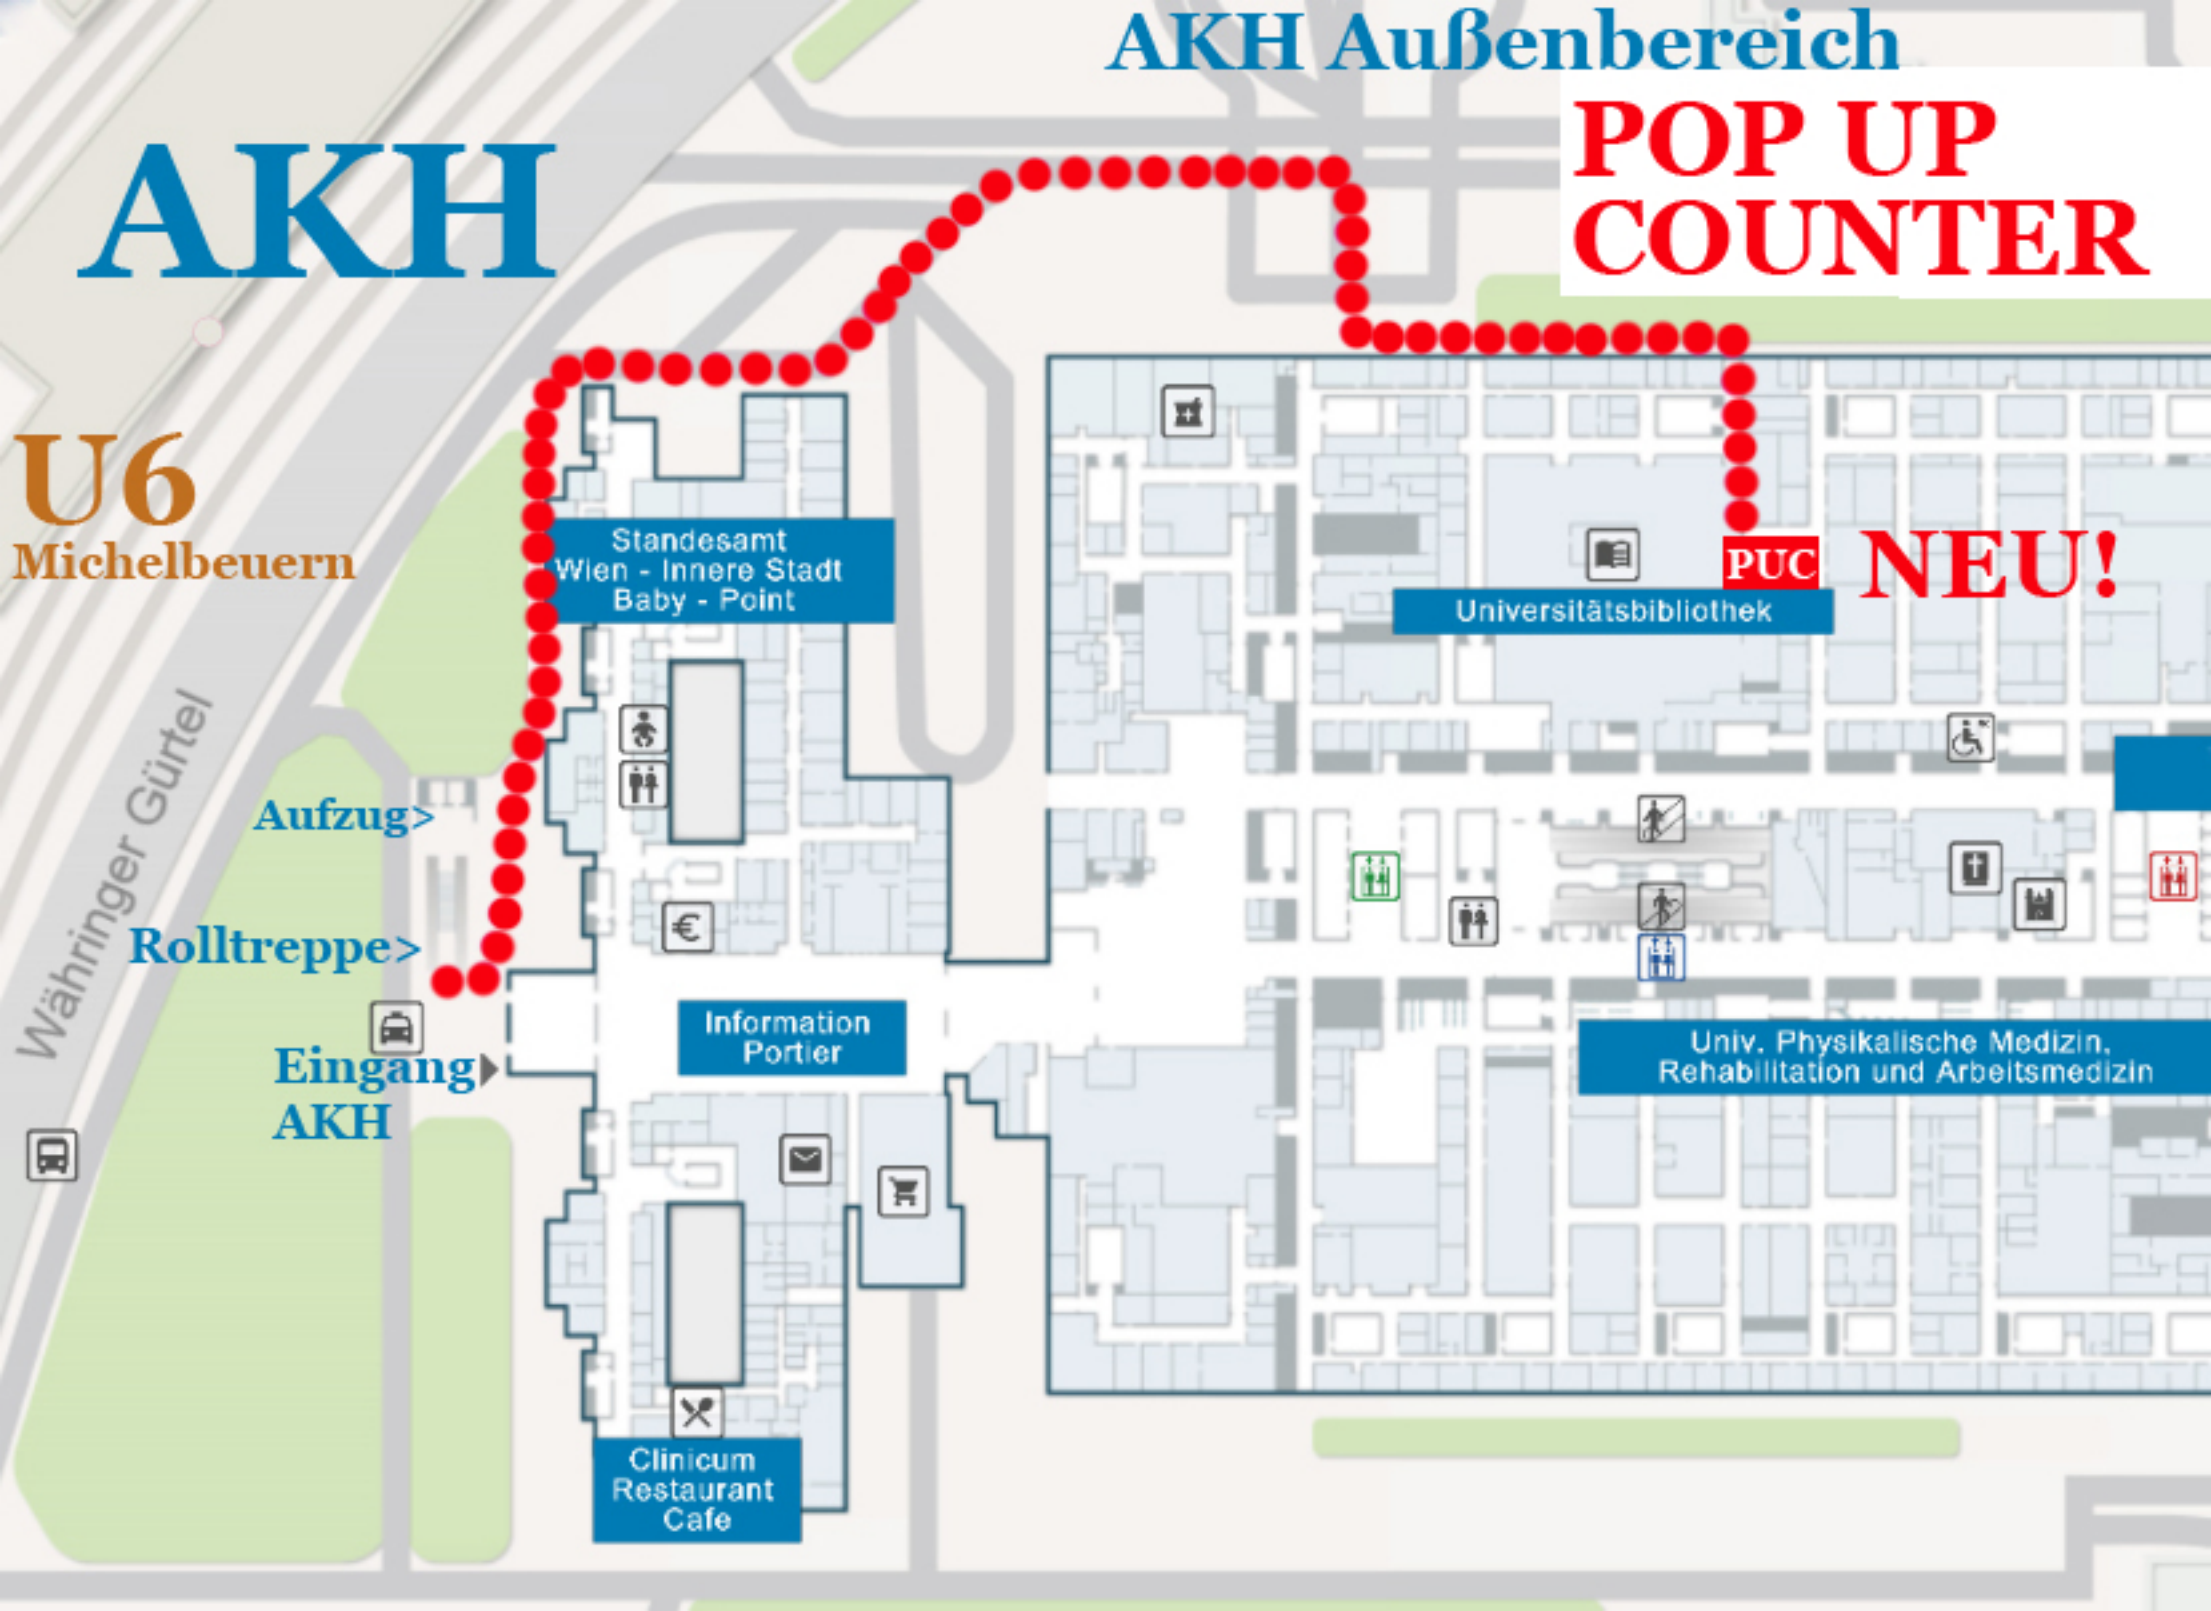 AKH Außenbereich
POP UP
COUNTER
AKH
U6
Michelbeuern
Standesamt
Wien - Innere Stadt
Baby - Point
PUC
NEU!
Universitätsbibliothek
Währinger Gürtel
Aufzug>
Rolltreppe>
Eingang
AKH
Information
Portier
Univ. Physikalische Medizin,
Rehabilitation und Arbeitsmedizin
Clinicum
Restaurant
Cafe